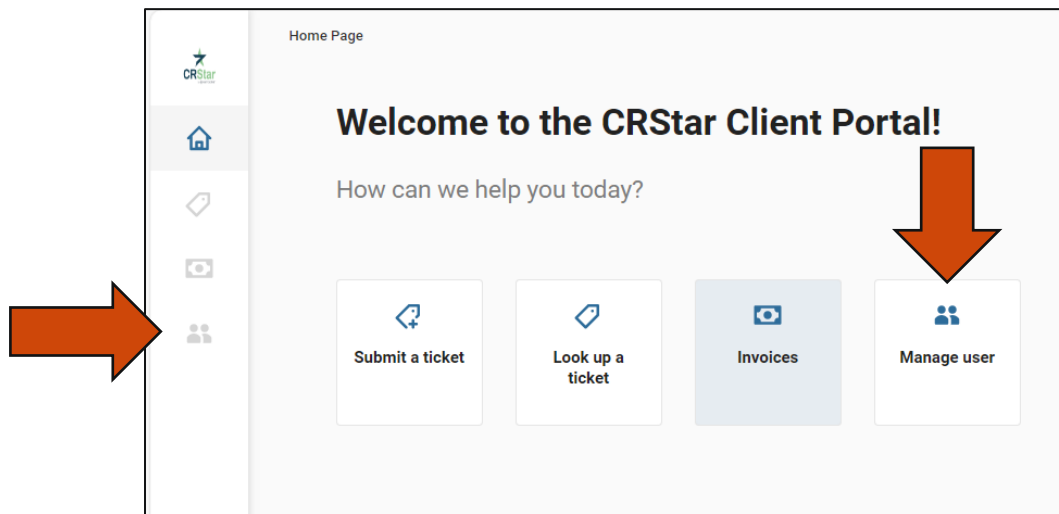 Home Page
CRStar
Welcome to the CRStar Client Portal!
How can we help you today?
Submit a ticket
Look up a
ticket
Invoices
Manage user